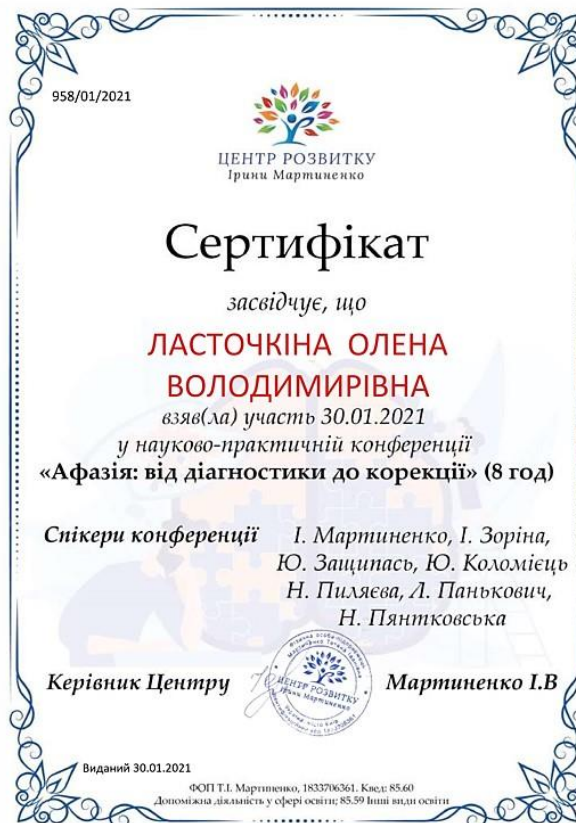 958/01/2021
ЦЕНТР РОЗВИТКУ
Ірини Мартиненко
Сертифікат
засвідчує, що
ЛАСТОЧКІНА ОЛЕНА
ВОЛОДИМИРІВНА
взяв(ла) участь 30.01.2021
у науково-практичній конференції
«Афазія: від діагностики до корекції» (8 год)
Спікери конференції І. Мартиненко, І. Зоріна,
Ю. Защипась, Ю. Коломієць
Н. Пиляєва, Л. Панькович,
Н. Пянтковська
Керівник Центру Мартиненко І.В
ЦЕНТР РОЗВИТКУ
Ірини Мартиненко
Виданий 30.01.2021
ФОП Т.І. Мартиненко, 1833706361. Квед: 85.60
Допоміжна діяльність у сфері освіти; 85.59 Інші види освіти